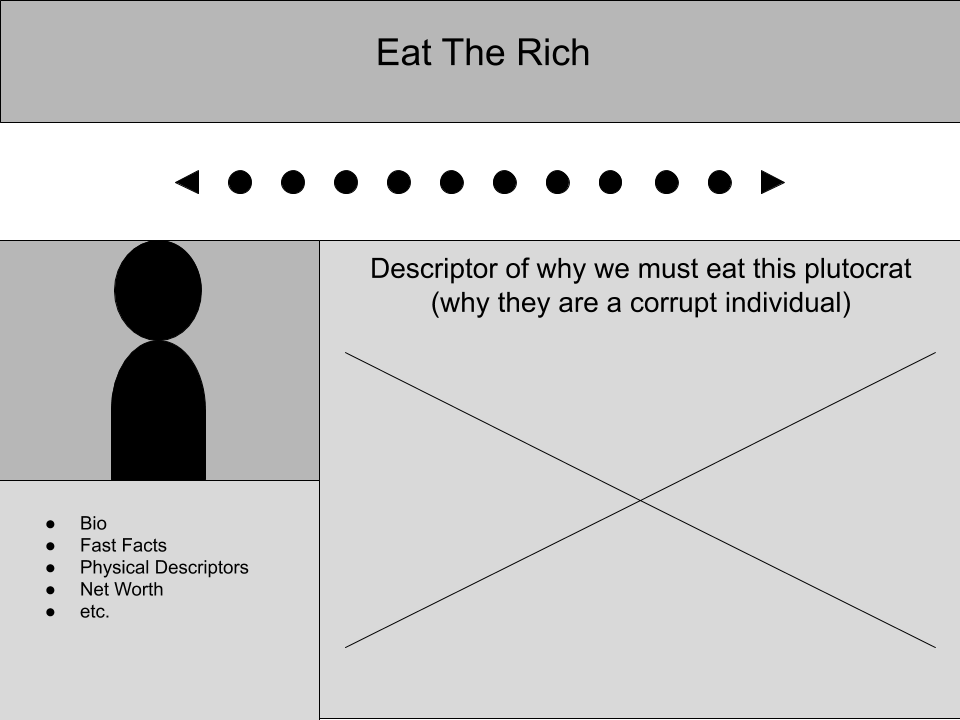 Eat The Rich
Descriptor of why we must eat this plutocrat
(why they are a corrupt individual)
● Bio
● Fast Facts
● Physical Descriptors
● Net Worth
● etc.